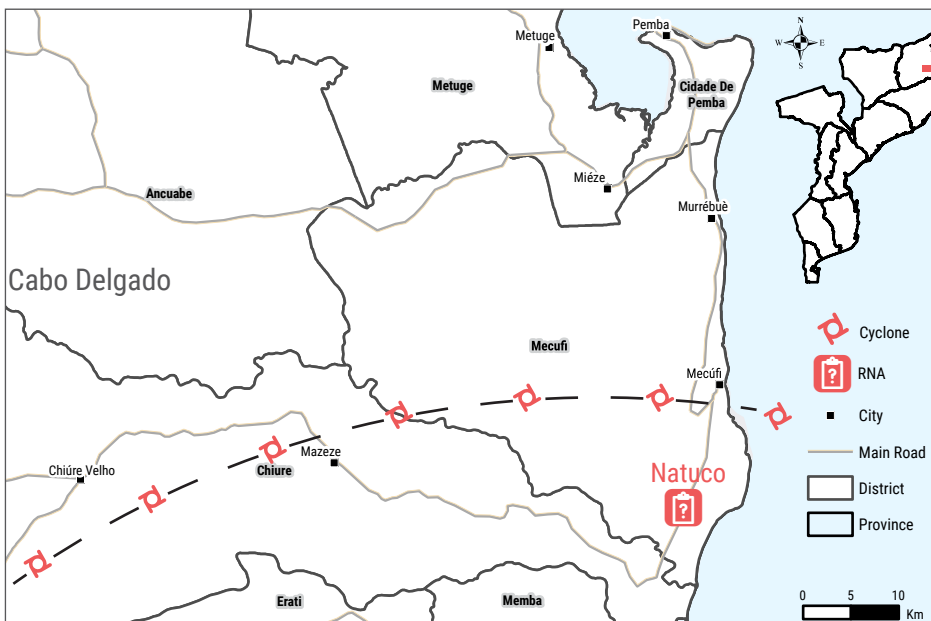 Pemba
Metuge
N
W
E
S
Metuge
Cidade De
Pemba
Miéze
Ancuabe
Murrébuè
Cabo Delgado
Mecufi
Mecúfi
Mazeze
Chiúre Velho
Chiure
Natuco
?
Erati
Memba
Cyclone
?
RNA
City
Main Road
District
Province
0 5 10
Km